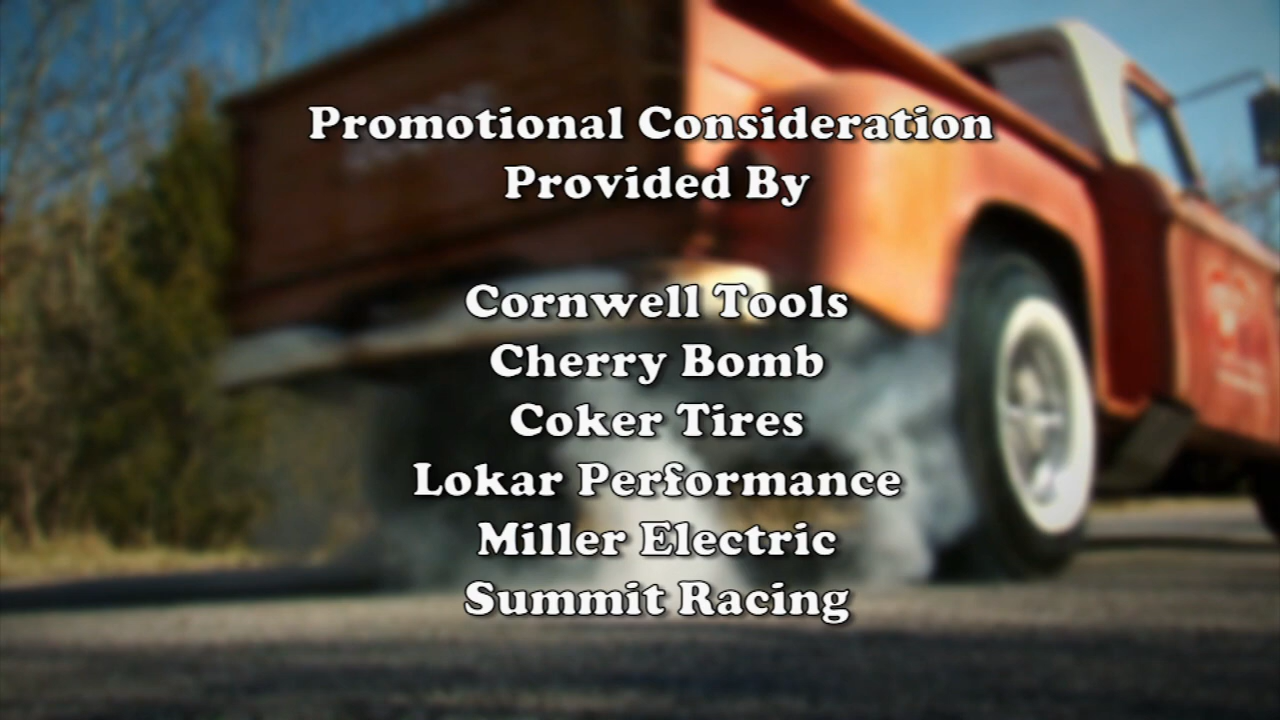 Promotional Consideration
Provided By
Cornwell Tools
Cherry Bomb
Coker Tires
Lokar Performance
Miller Electric
Summit Racing